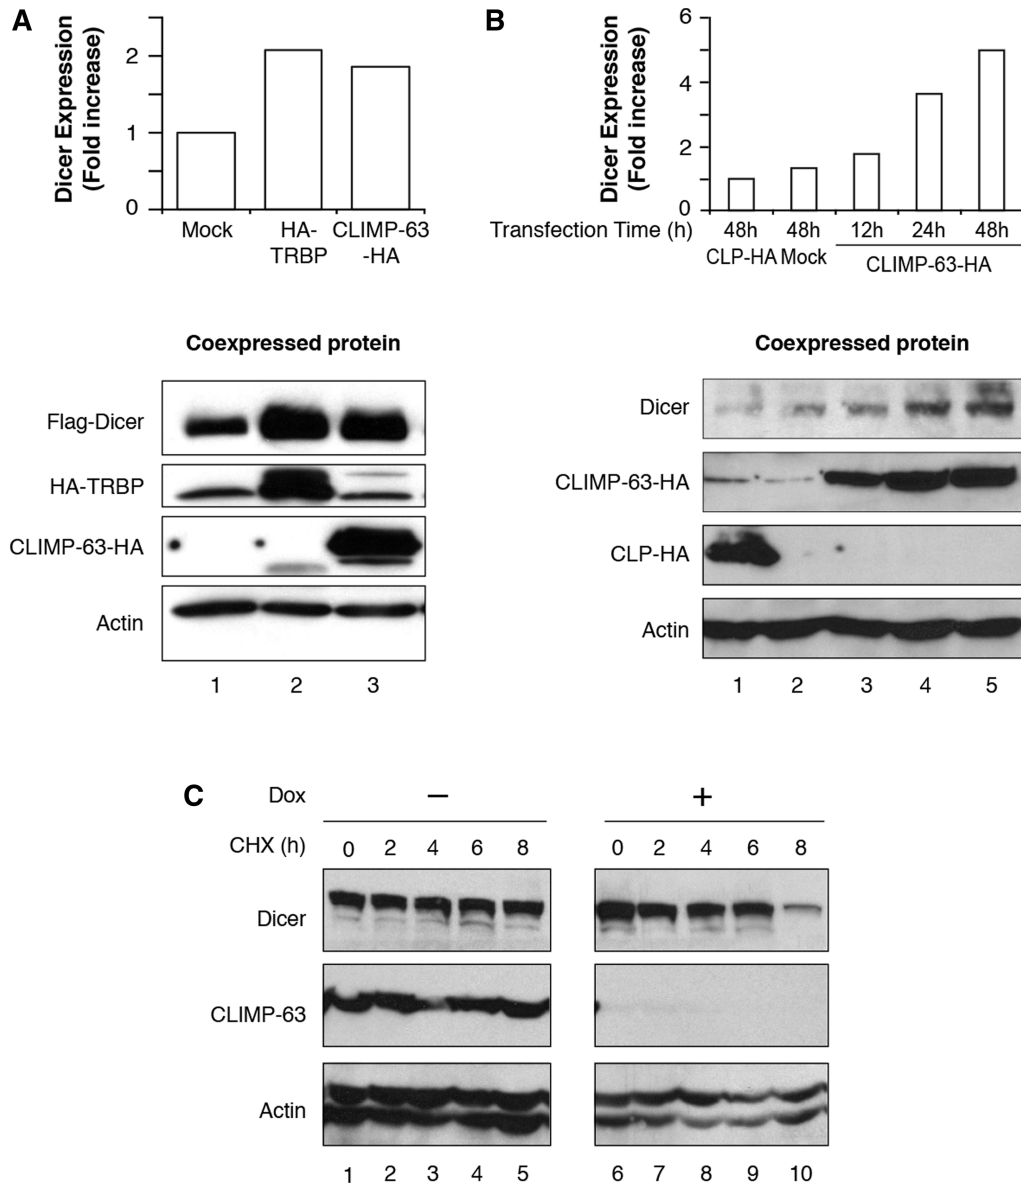 A
Dicer Expression
(Fold increase)
2
1
0
Mock
HA-
TRBP
CLIMP-63
-HA
Coexpressed protein
Flag-Dicer
HA-TRBP
CLIMP-63-HA
Actin
1 2 3
B
Dicer Expression
(Fold increase)
6
4
2
0
Transfection Time (h) 48h 48h 12h 24h 48h
CLP-HA Mock CLIMP-63-HA
Coexpressed protein
Dicer
CLIMP-63-HA
CLP-HA
Actin
1 2 3 4 5
C
Dox − +
CHX (h) 0 2 4 6 8 0 2 4 6 8
Dicer
CLIMP-63
Actin
1 2 3 4 5 6 7 8 9 10